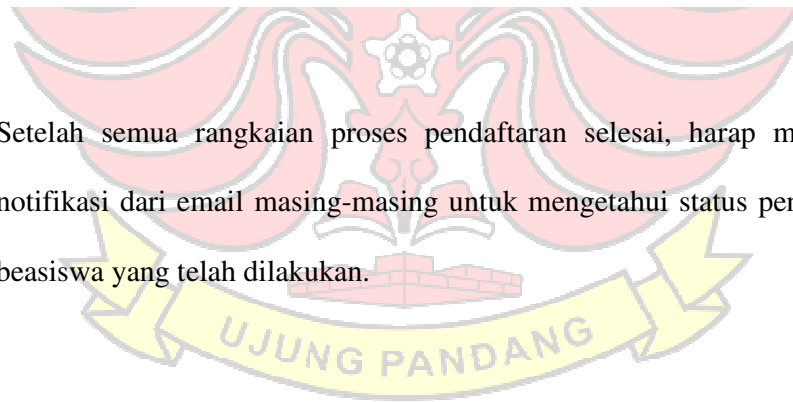 Setelah semua rangkaian proses pendaftaran selesai, harap
notifikasi dari email masing-masing untuk mengetahui status
beasiswa yang telah dilakukan.
UJUNG PANDANG